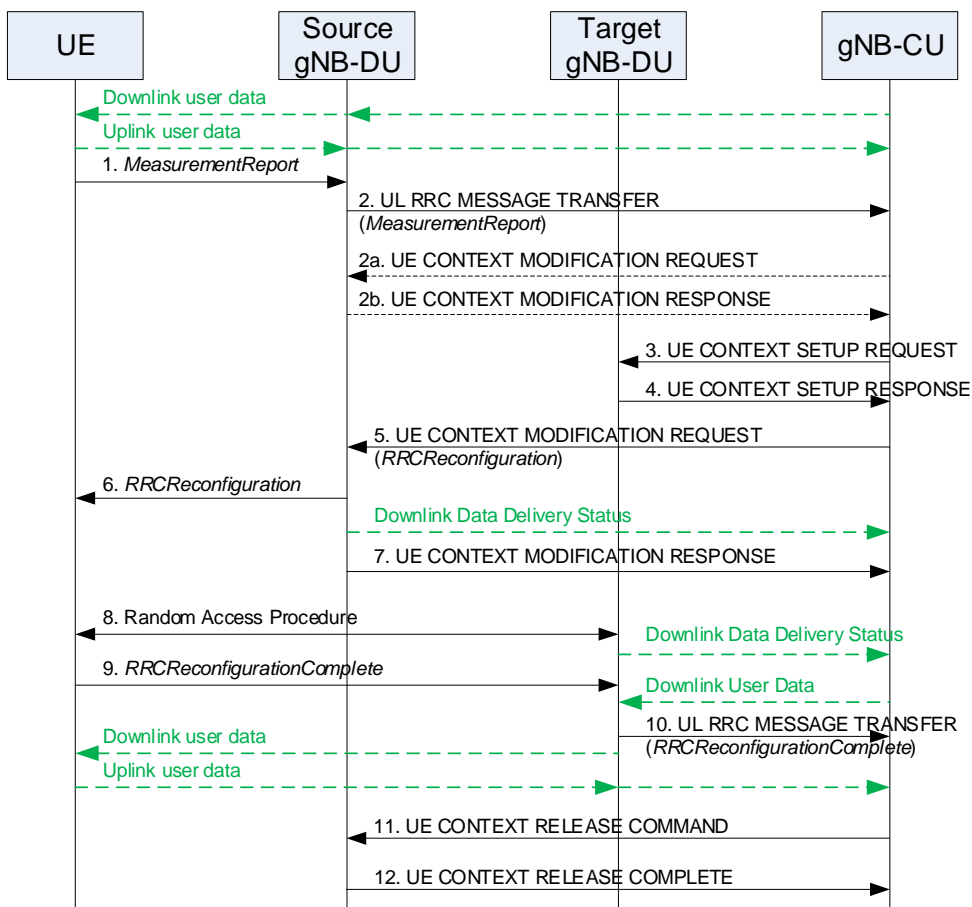 UE
Source
gNB-DU
Target
gNB-DU
gNB-CU
Downlink user data
Uplink user data
1. MeasurementReport
2. UL RRC MESSAGE TRANSFER
(MeasurementReport)
2a. UE CONTEXT MODIFICATION REQUEST
2b. UE CONTEXT MODIFICATION RESPONSE
3. UE CONTEXT SETUP REQUEST
4. UE CONTEXT SETUP RESPONSE
5. UE CONTEXT MODIFICATION REQUEST
(RRCReconfiguration)
6. RRCReconfiguration
Downlink Data Delivery Status
7. UE CONTEXT MODIFICATION RESPONSE
8. Random Access Procedure
Downlink Data Delivery Status
9. RRCReconfigurationComplete
Downlink User Data
10. UL RRC MESSAGE TRANSFER
(RRCReconfigurationComplete)
Downlink user data
Uplink user data
11. UE CONTEXT RELEASE COMMAND
12. UE CONTEXT RELEASE COMPLETE